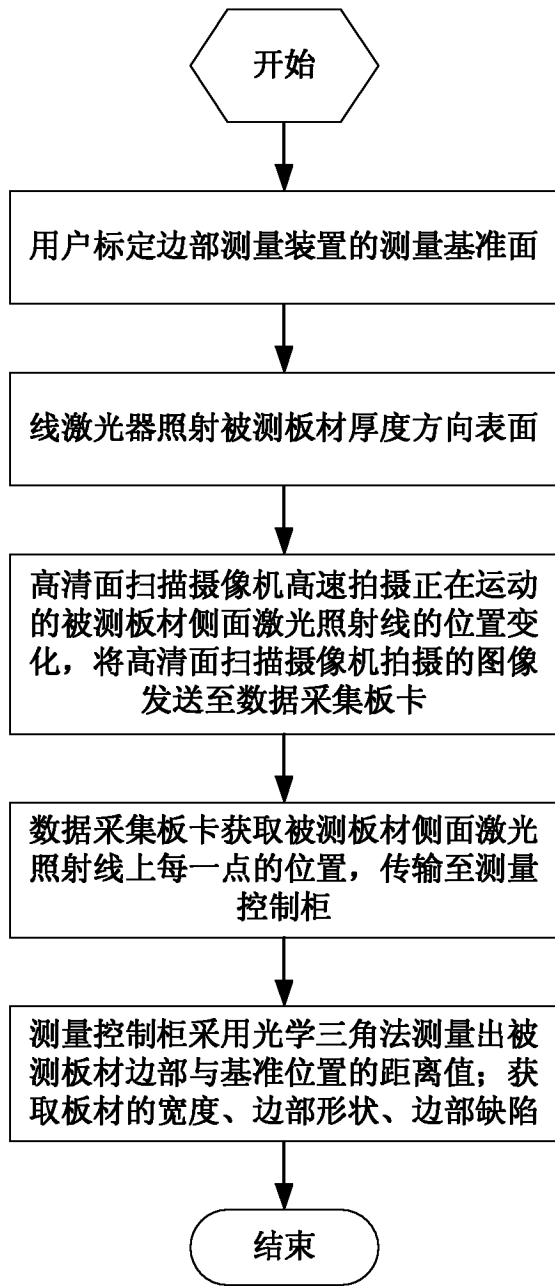 开始
用户标定边部测量装置的测量基准面
线激光器照射被测板材厚度方向表面
高清面扫描摄像机高速拍摄正在运动
的被测板材侧面激光照射线的位置变
化，将高清面扫描摄像机拍摄的图像
发送至数据采集板卡
数据采集板卡获取被测板材侧面激光
照射线上每一点的位置，传输至测量
控制柜
测量控制柜采用光学三角法测量出被
测板材边部与基准位置的距离值；获
取板材的宽度、边部形状、边部缺陷
结束